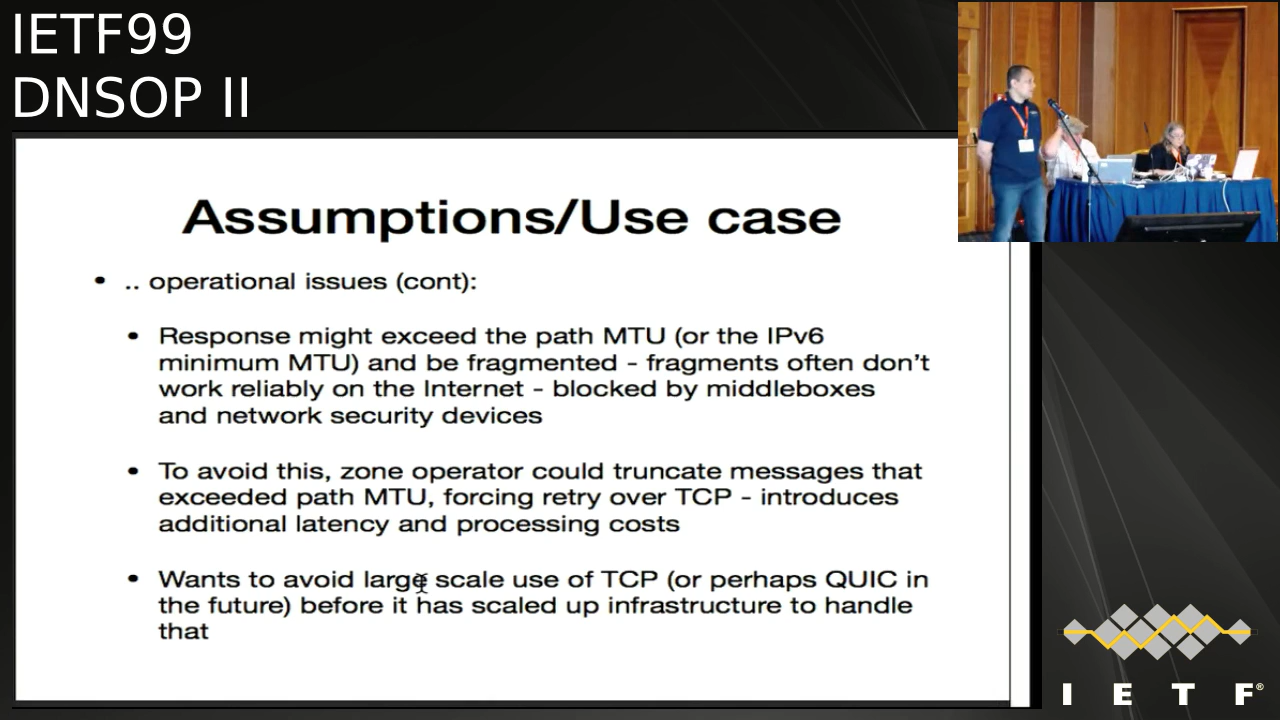 IETF99
DNSOP II
Assumptions/Use case
• .. operational issues (cont):
• Response might exceed the path MTU (or the IPv6
minimum MTU) and be fragmented - fragments often don't
work reliably on the Internet - blocked by middleboxes
and network security devices
• To avoid this, zone operator could truncate messages that
exceeded path MTU, forcing retry over TCP - introduces
additional latency and processing costs
• Wants to avoid large scale use of TCP (or perhaps QUIC in
the future) before it has scaled up infrastructure to handle
that
I E T F®